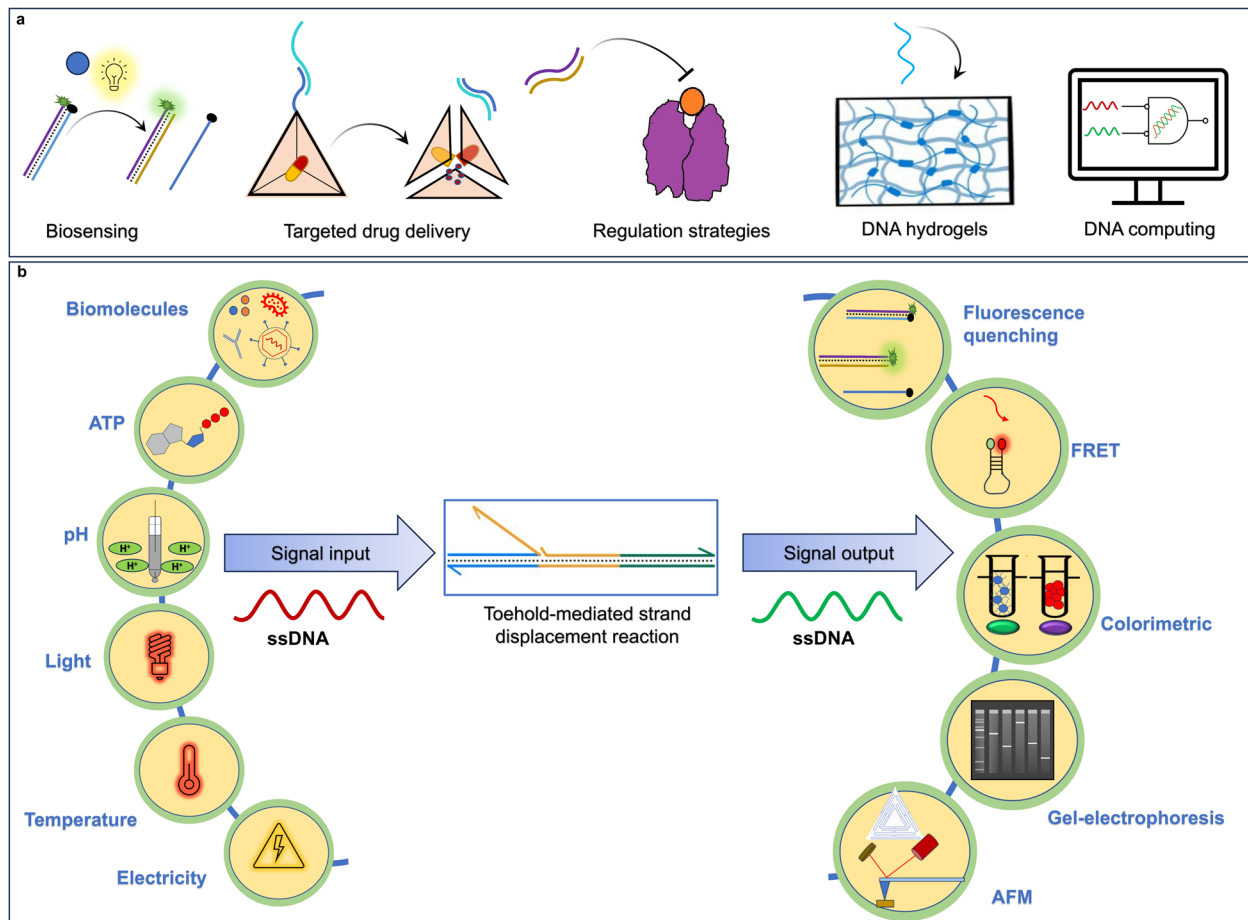 a
Biosensing
Targeted drug delivery
Regulation strategies
DNA hydrogels
DNA computing
b
Biomolecules
ATP
pH
H⁺
H⁺
H⁺
H⁺
Light
Temperature
Electricity
Signal input
ssDNA
Toehold-mediated strand
displacement reaction
Signal output
ssDNA
Fluorescence
quenching
FRET
Colorimetric
Gel-electrophoresis
AFM